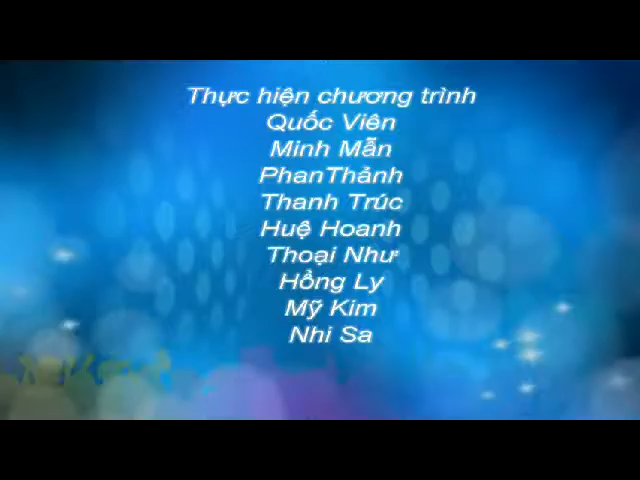 Thực hiện chương trình
Quốc Viên
Minh Mẫn
PhanThảnh
Thanh Trúc
Huệ Hoanh
Thoại Như
Hồng Ly
Mỹ Kim
Nhi Sa